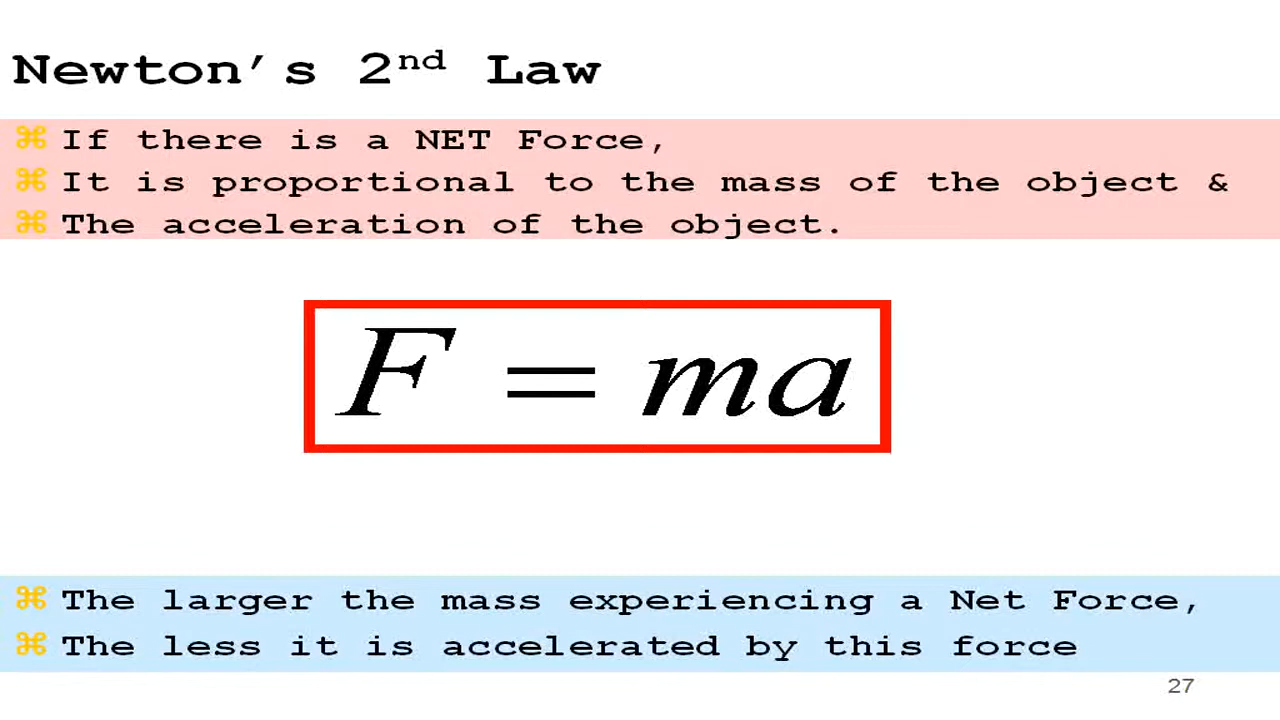 Newton's 2nd Law
⌘ If there is a NET Force,
⌘ It is proportional to the mass of the object &
⌘ The acceleration of the object.
F = ma
⌘ The larger the mass experiencing a Net Force,
⌘ The less it is accelerated by this force
27